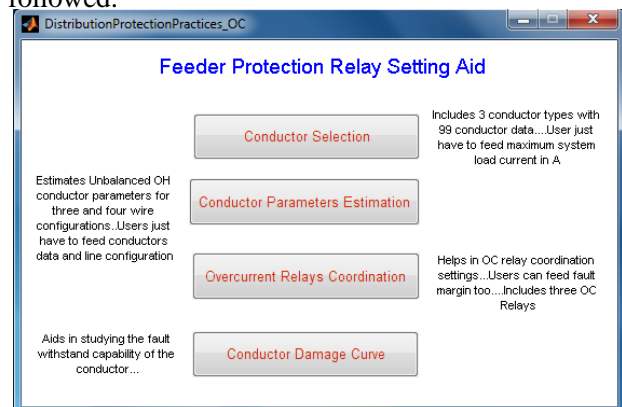 followed.
DistributionProtectionPractices_OC
Feeder Protection Relay Setting Aid
Conductor Selection
Includes 3 conductor types with
99 conductor data....User just
have to feed maximum system
load current in A
Estimates Unbalanced OH
conductor parameters for
three and four wire
configurations..Users just
have to feed conductors
data and line configuration
Conductor Parameters Estimation
Overcurrent Relays Coordination
Helps in OC relay coordination
settings...Users can feed fault
margin too....Includes three OC
Relays
Aids in studying the fault
withstand capability of the
conductor...
Conductor Damage Curve